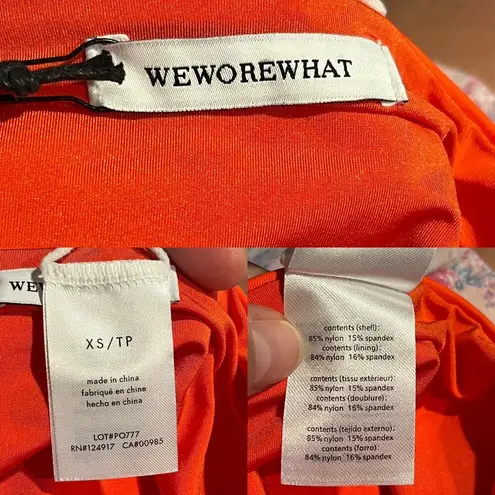 WEWOREWHAT
WE
XS/TP
made in china
fabriqué en chine
hecho en china
LOT#PO777
RN#124917 CA#00985
contents (shell):
85% nylon 15% spandex
contents (lining):
84% nylon 16% spandex
contents (tissu extérieur):
85% nylon 15% spandex
contents (doublure):
84% nylon 16% spandex
contents (tejido externo):
85% nylon 15% spandex
contents (forro):
84% nylon 16% spandex